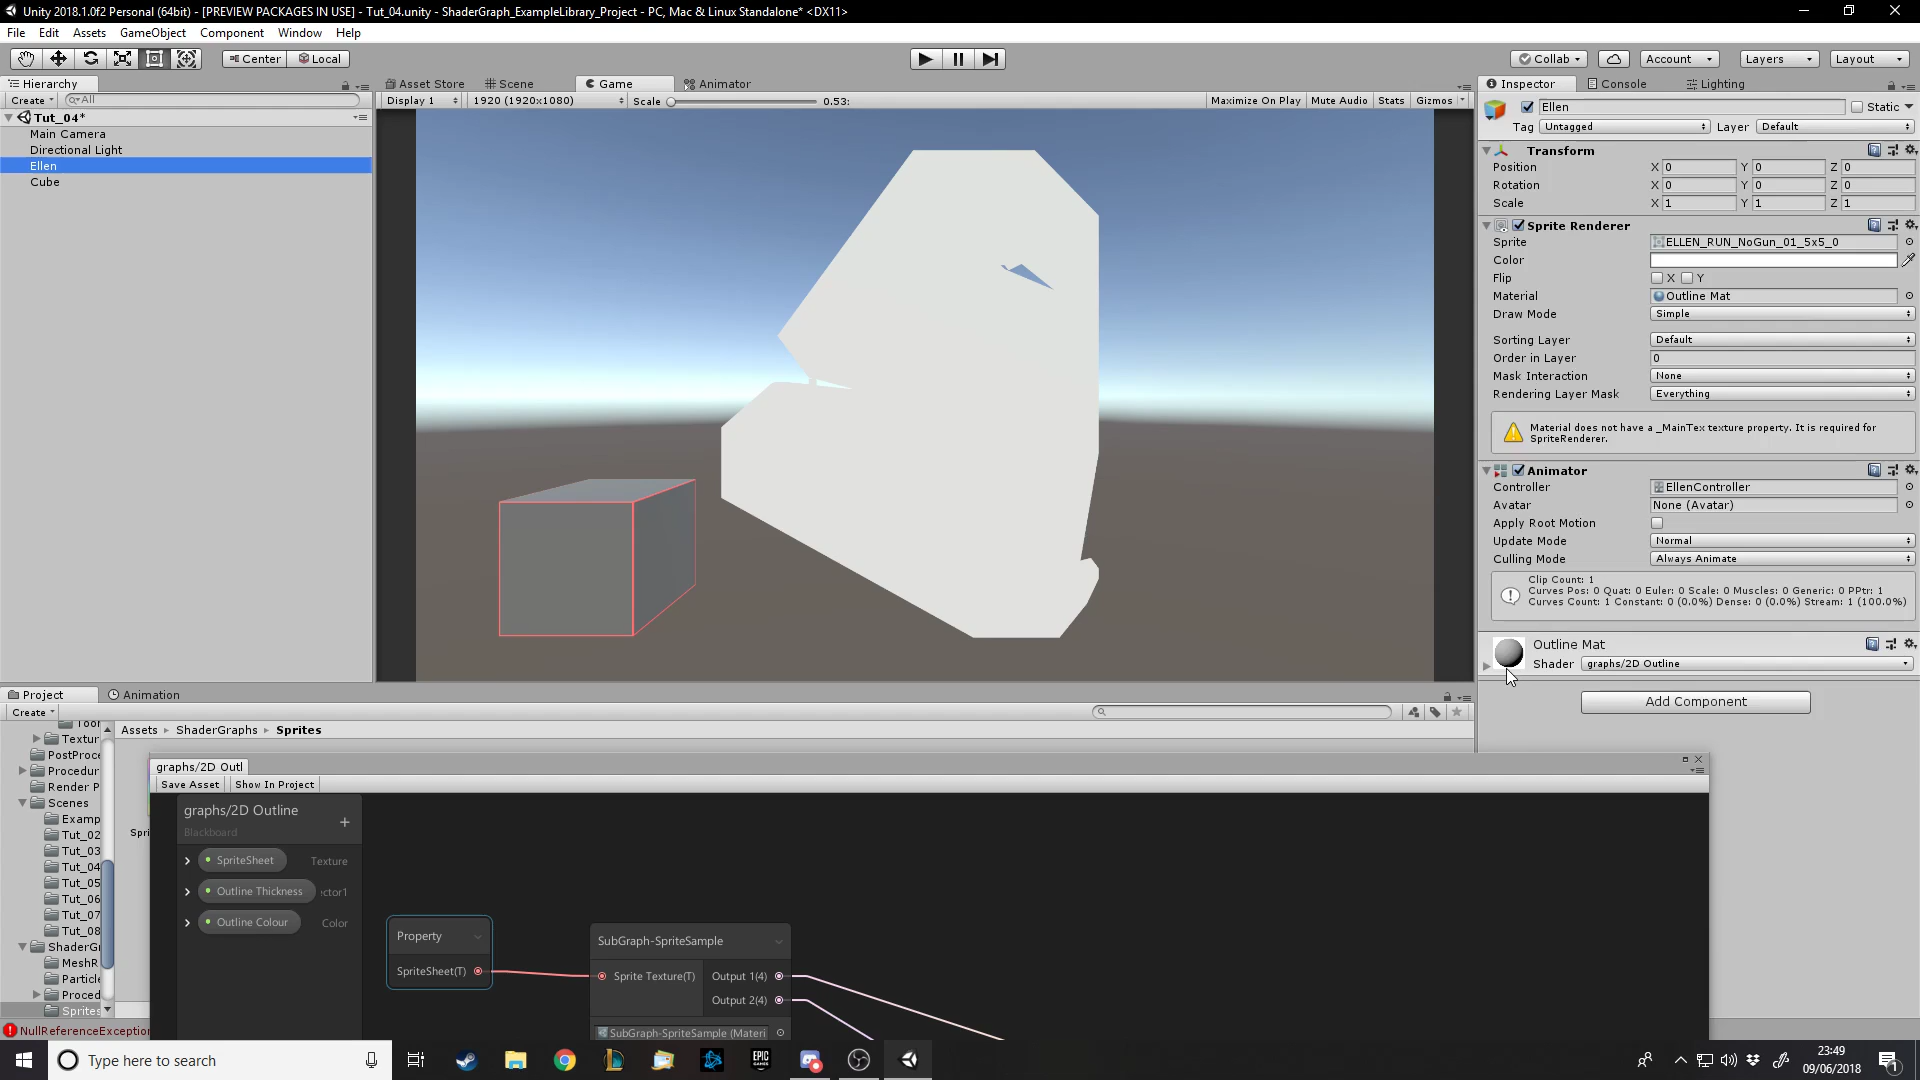 Unity 2018.1.0f2 Personal (64bit) - [PREVIEW PACKAGES IN USE] - Tut_04.unity - ShaderGraph_ExampleLibrary_Project - PC, Mac & Linux Standalone* <DX11>
File Edit Assets GameObject Component Window Help
Center Local Collab Account Layers Layout
Hierarchy
Create All
Tut_04*
Main Camera
Directional Light
Ellen
Cube
Asset Store Scene Game Animator
Display 1 1920 (1920x1080) Scale 0.53: Maximize On Play Mute Audio Stats Gizmos
Inspector Console Lighting
Ellen Static
Tag Untagged Layer Default
Transform
Position X 0 Y 0 Z 0
Rotation X 0 Y 0 Z 0
Scale X 1 Y 1 Z 1
Sprite Renderer
Sprite ELLEN_RUN_NoGun_01_5x5_0
Color
Flip X Y
Material Outline Mat
Draw Mode Simple
Sorting Layer Default
Order in Layer 0
Mask Interaction None
Rendering Layer Mask Everything
Material does not have a _MainTex texture property. It is required for
SpriteRenderer.
Animator
Controller EllenController
Avatar None (Avatar)
Apply Root Motion
Update Mode Normal
Culling Mode Always Animate
Clip Count: 1
Curves Pos: 0 Quat: 0 Euler: 0 Scale: 0 Muscles: 0 Generic: 0 PPtr: 1
Curves Count: 1 Constant: 0 (0.0%) Dense: 0 (0.0%) Stream: 1 (100.0%)
Outline Mat
Shader graphs/2D Outline
Add Component
Project Animation
Create
Assets ShaderGraphs Sprites
Textur
PostProce
Procedur
Render P
Scenes
Examp
Tut_02
Tut_03
Tut_04
Tut_05
Tut_06
Tut_07
Tut_08
ShaderGr
MeshR
Particle
Proced
Sprites
Spri
NullReferenceException
graphs/2D Outl
Save Asset Show In Project
graphs/2D Outline
Blackboard
SpriteSheet Texture
Outline Thickness ector1
Outline Colour Color
Property
SpriteSheet(T)
SubGraph-SpriteSample
Sprite Texture(T) Output 1(4)
Output 2(4)
SubGraph-SpriteSample (Materi
Type here to search
EPIC
GAMES
23:49
09/06/2018
1